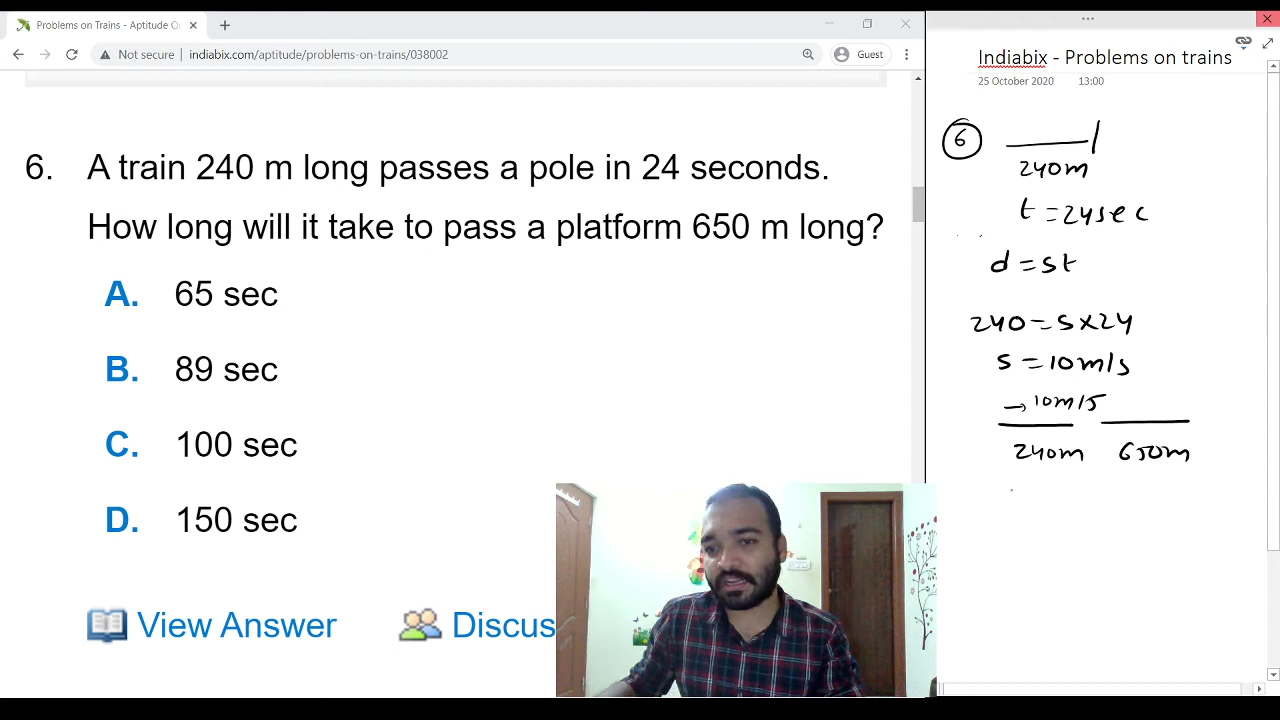 Problems on Trains - Aptitude Q
Not secure
indiabix.com/aptitude/problems-on-trains/038002
Guest
6. A train 240 m long passes a pole in 24 seconds.
How long will it take to pass a platform 650 m long?
A. 65 sec
B. 89 sec
C. 100 sec
D. 150 sec
View Answer
Discus
Indiabix - Problems on trains
25 October 2020 13:00
6
240m
t = 24sec
d = st
240 = s x 24
s = 10m/s
→ 10m/s
240m 650m